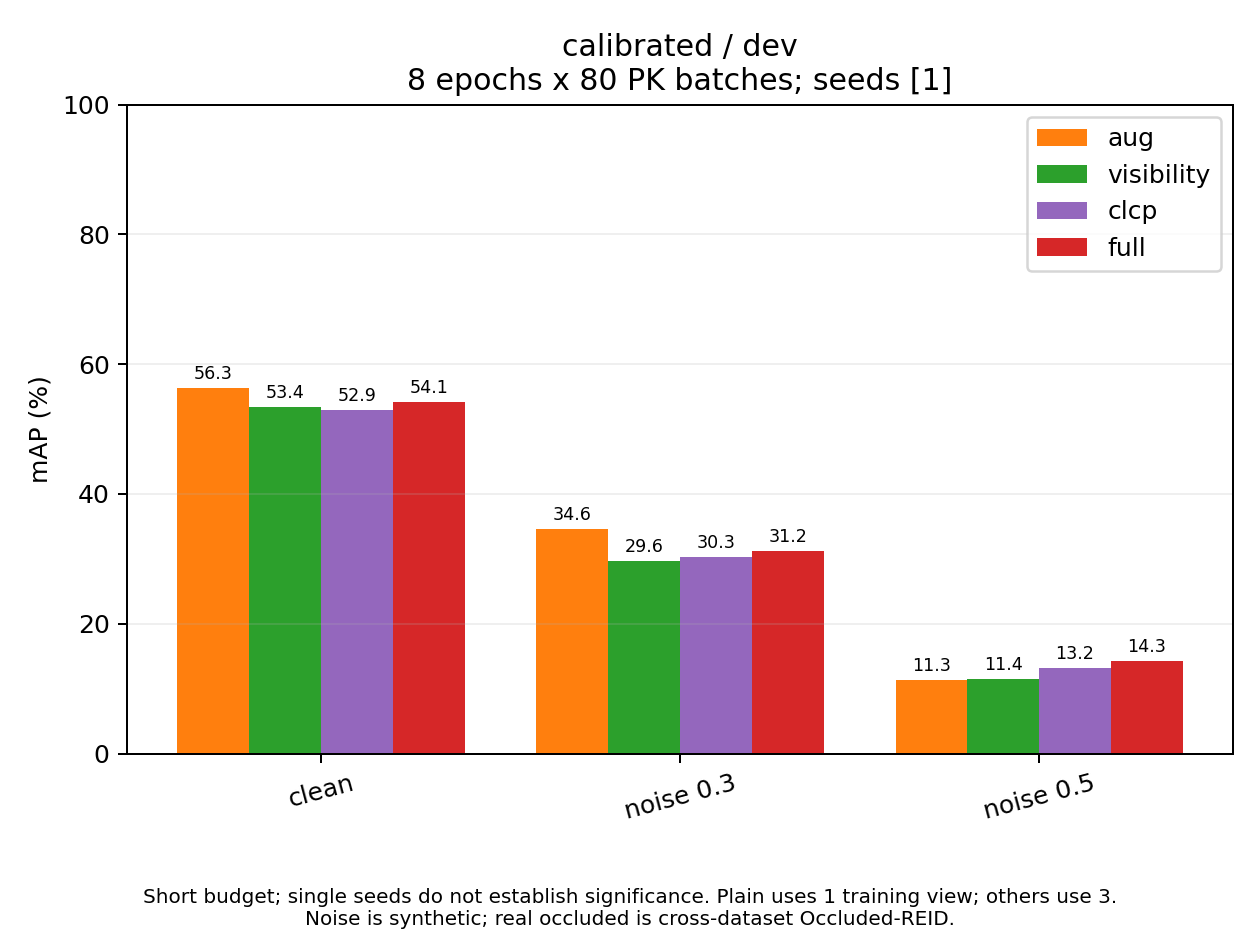 calibrated / dev
8 epochs x 80 PK batches; seeds [1]
100
80
60
40
20
0
mAP (%)
aug
visibility
clcp
full
56.3
53.4
52.9
54.1
34.6
29.6
30.3
31.2
11.3
11.4
13.2
14.3
clean
noise 0.3
noise 0.5
Short budget; single seeds do not establish significance. Plain uses 1 training view; others use 3.
Noise is synthetic; real occluded is cross-dataset Occluded-REID.